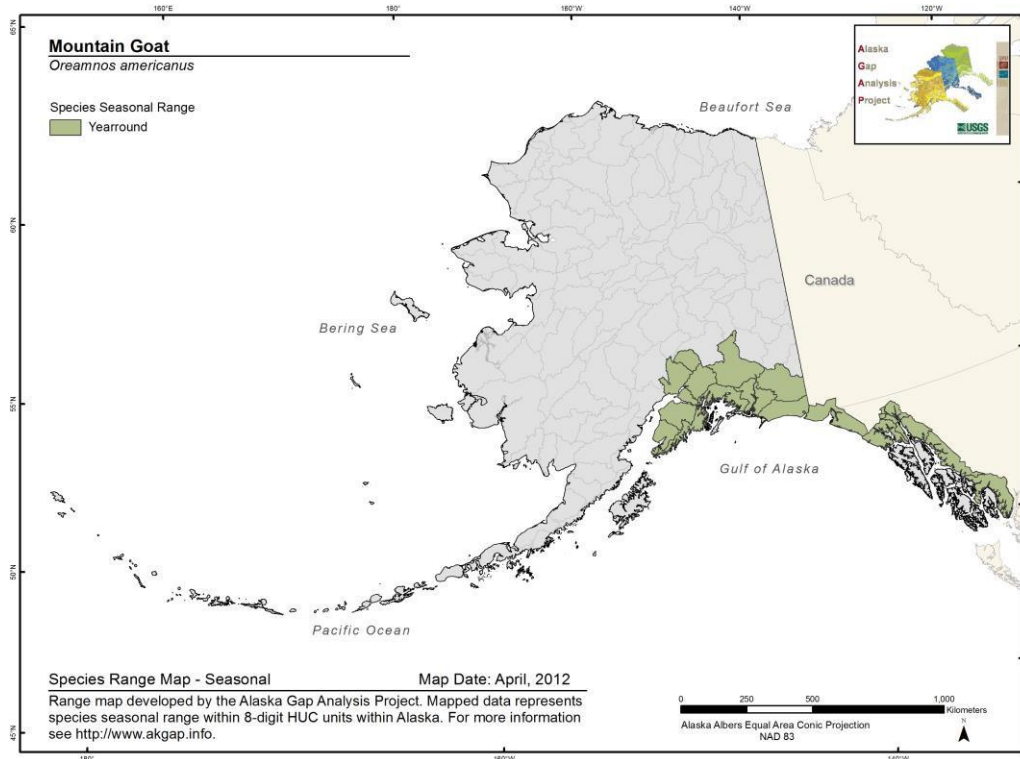 160°E 180° 160°W 140°W 120°W
65°N
60°N
55°N
50°N
45°N
Mountain Goat
Oreamnos americanus
Species Seasonal Range
Yearround
Alaska
Gap
Analysis
Project
USGS
Beaufort Sea
Canada
Bering Sea
Gulf of Alaska
Pacific Ocean
Species Range Map - Seasonal Map Date: April, 2012
Range map developed by the Alaska Gap Analysis Project. Mapped data represents
species seasonal range within 8-digit HUC units within Alaska. For more information
see http://www.akgap.info.
0 250 500 1,000
Kilometers
Alaska Albers Equal Area Conic Projection
NAD 83
N
180° 160°W 140°W